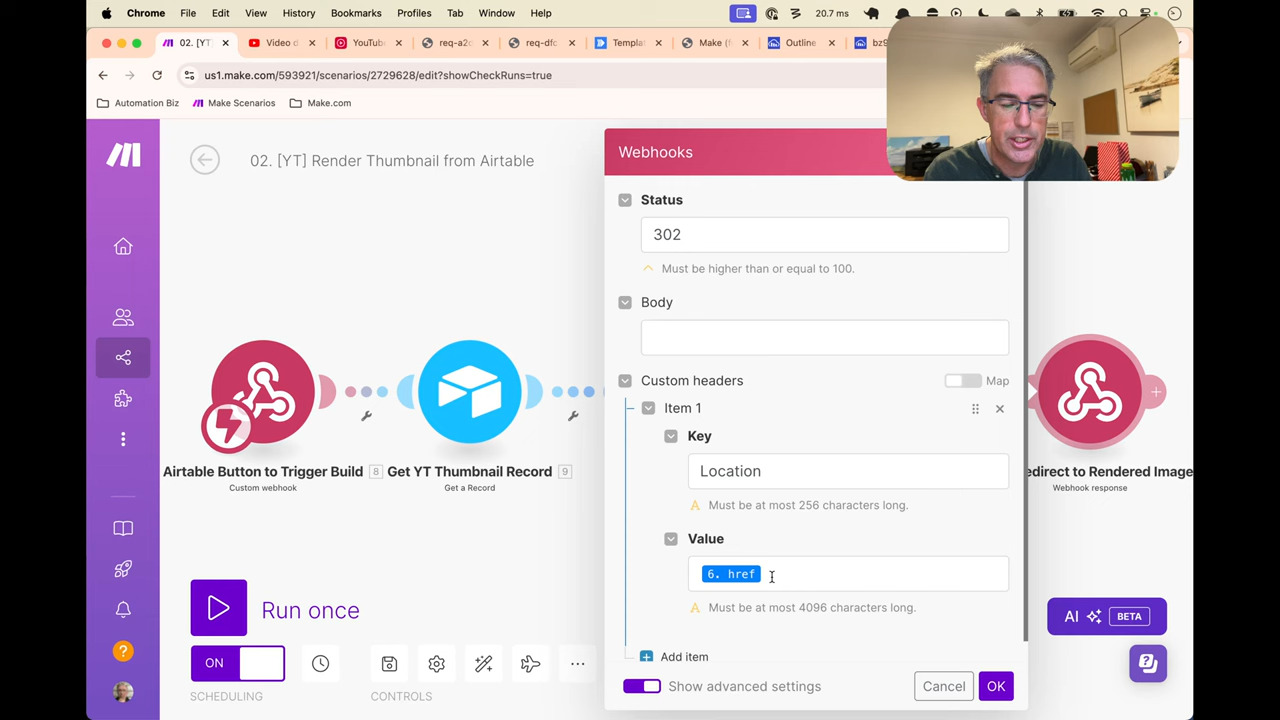 Chrome File Edit View History Bookmarks Profiles Tab Window Help 20.7 ms
02. [YT] Video d YouTube req-a2c req-dfc Templa Make (f Outline bz9
us1.make.com/593921/scenarios/2729628/edit?showCheckRuns=true
Automation Biz Make Scenarios Make.com
02. [YT] Render Thumbnail from Airtable
Webhooks
Status
302
Must be higher than or equal to 100.
Body
Custom headers Map
Item 1
Key
Location
Must be at most 256 characters long.
Value
6. href
Must be at most 4096 characters long.
Add item
Show advanced settings Cancel OK
Airtable Button to Trigger Build 8
Custom webhook
Get YT Thumbnail Record 9
Get a Record
edirect to Rendered Image
Webhook response
Run once
ON
SCHEDULING CONTROLS
AI BETA